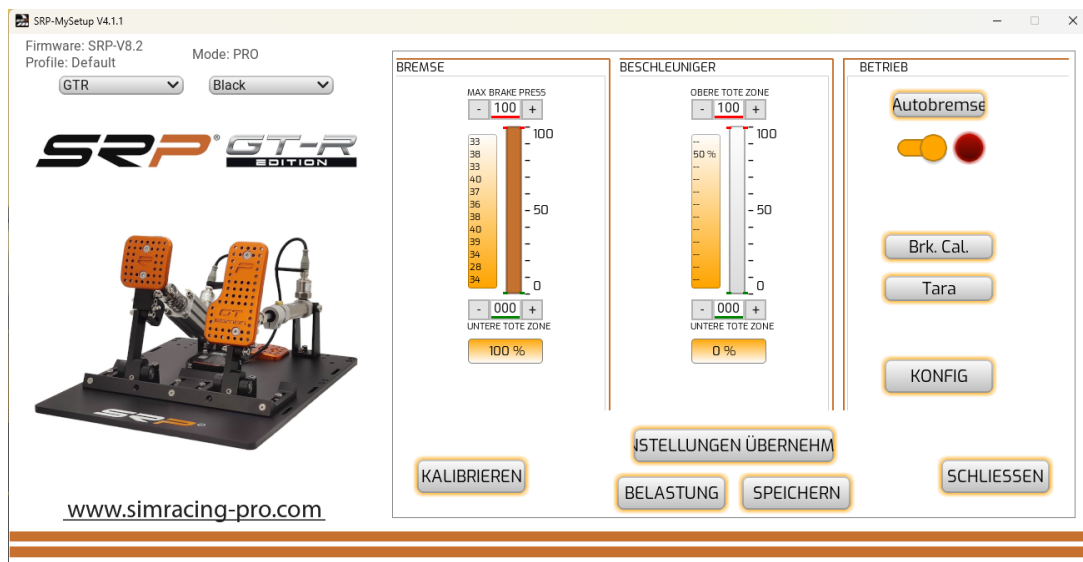 SRP-MySetup V4.1.1
Firmware: SRP-V8.2
Profile: Default
Mode: PRO
GTR
Black
SRP® GT-R
EDITION
www.simracing-pro.com
BREMSE
MAX BRAKE PRESS
- 100 +
33
38
33
40
37
36
38
40
39
34
28
34
100
50
0
- 000 +
UNTERE TOTE ZONE
100 %
BESCHLEUNIGER
OBERE TOTE ZONE
- 100 +
--
50 %
--
--
--
--
--
--
--
--
--
--
100
50
0
- 000 +
UNTERE TOTE ZONE
0 %
BETRIEB
Autobremse
Brk. Cal.
Tara
KONFIG
NSTELLUNGEN ÜBERNEHM
KALIBRIEREN
BELASTUNG
SPEICHERN
SCHLIESSEN